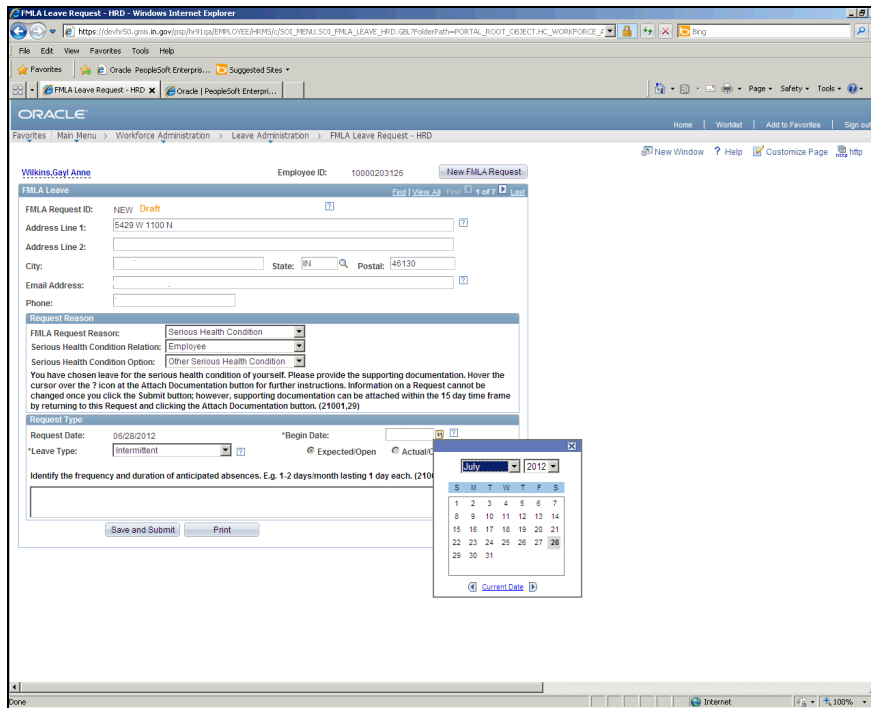 FMLA Leave Request - HRD - Windows Internet Explorer
https://devhr50.gmis.in.gov/psp/hr91qa/EMPLOYEE/HRMS/c/SOI_MENU.SOI_FMLA_LEAVE_HRD.GBL?FolderPath=PORTAL_ROOT_OBJECT.HC_WORKFORCE_A Bing
File Edit View Favorites Tools Help
Favorites Oracle PeopleSoft Enterpris... Suggested Sites
FMLA Leave Request - HRD X Oracle | PeopleSoft Enterpri... Page Safety Tools
ORACLE
Home | Worklist | Add to Favorites | Sign out
Favorites | Main Menu > Workforce Administration > Leave Administration > FMLA Leave Request - HRD
New Window ? Help Customize Page http
Wilkins,Gayl Anne Employee ID: 10000203126 New FMLA Request
FMLA Leave Find | View All First 1 of 7 Last
FMLA Request ID: NEW Draft ?
Address Line 1: 5429 W 1100 N ?
Address Line 2:
City: State: IN Postal: 46130
Email Address: ?
Phone:
Request Reason
FMLA Request Reason: Serious Health Condition
Serious Health Condition Relation: Employee
Serious Health Condition Option: Other Serious Health Condition
You have chosen leave for the serious health condition of yourself. Please provide the supporting documentation. Hover the
cursor over the ? icon at the Attach Documentation button for further instructions. Information on a Request cannot be
changed once you click the Submit button; however, supporting documentation can be attached within the 15 day time frame
by returning to this Request and clicking the Attach Documentation button. (21001,29)
Request Type
Request Date: 06/28/2012 *Begin Date: ?
*Leave Type: Intermittent ? Expected/Open Actual/C
Identify the frequency and duration of anticipated absences. E.g. 1-2 days/month lasting 1 day each. (210
Save and Submit Print
July 2012
S M T W T F S
1 2 3 4 5 6 7
8 9 10 11 12 13 14
15 16 17 18 19 20 21
22 23 24 25 26 27 28
29 30 31
Current Date
Done Internet 100%